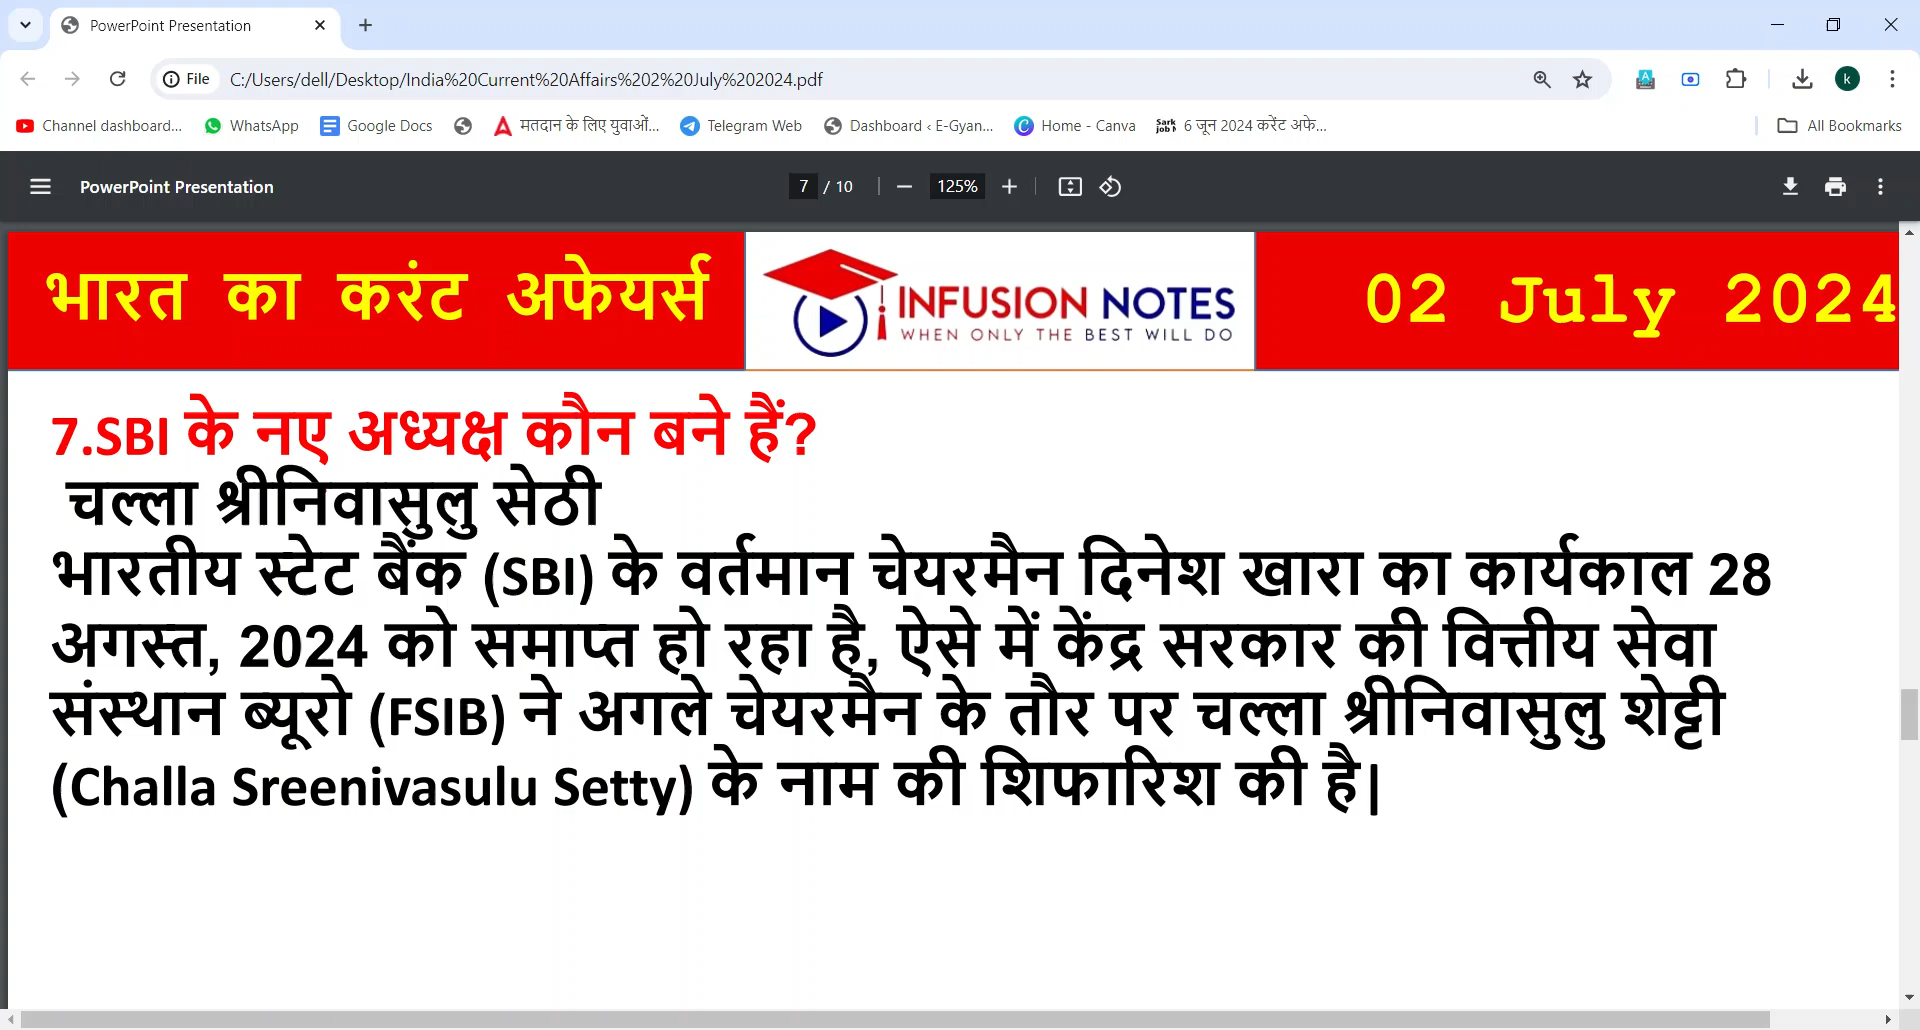 PowerPoint Presentation
File C:/Users/dell/Desktop/India%20Current%20Affairs%202%20July%202024.pdf k
Channel dashboard... WhatsApp Google Docs मतदान के लिए युवाओं... Telegram Web Dashboard ‹ E-Gyan... Home - Canva Sark job 6 जून 2024 करेंट अफे... All Bookmarks
PowerPoint Presentation 7 / 10 125%
भारत का करंट अफेयर्स INFUSION NOTES 02 July 2024
WHEN ONLY THE BEST WILL DO
7.SBI के नए अध्यक्ष कौन बने हैं?
चल्ला श्रीनिवासुलु सेठी
भारतीय स्टेट बैंक (SBI) के वर्तमान चेयरमैन दिनेश खारा का कार्यकाल 28
अगस्त, 2024 को समाप्त हो रहा है, ऐसे में केंद्र सरकार की वित्तीय सेवा
संस्थान ब्यूरो (FSIB) ने अगले चेयरमैन के तौर पर चल्ला श्रीनिवासुलु शेट्टी
(Challa Sreenivasulu Setty) के नाम की शिफारिश की है|